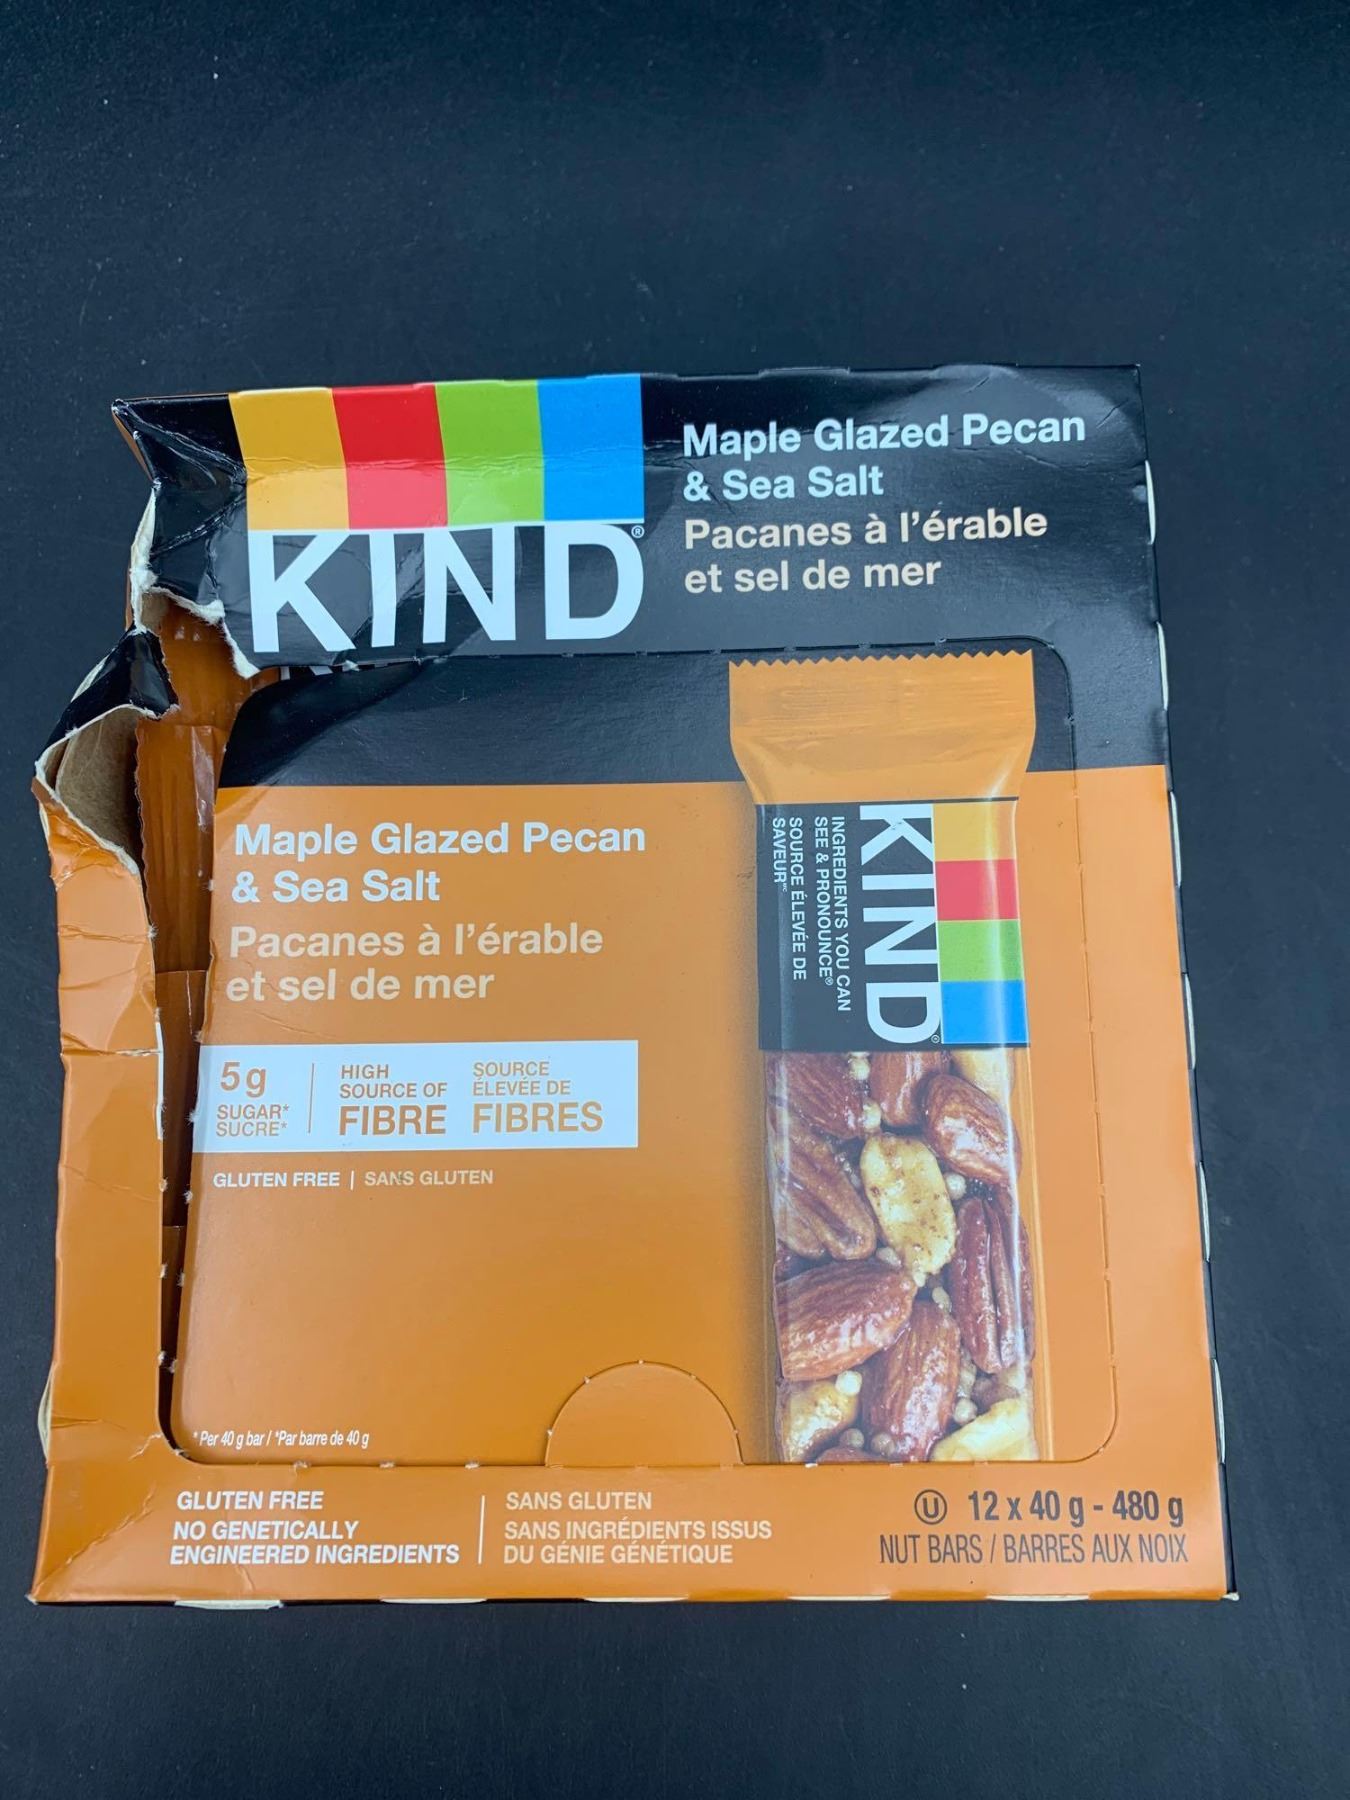 KIND®
Maple Glazed Pecan
& Sea Salt
Pacanes à l'érable
et sel de mer
Maple Glazed Pecan
& Sea Salt
Pacanes à l'érable
et sel de mer
5g
SUGAR*
SUCRE*
HIGH
SOURCE OF
FIBRE
SOURCE
ÉLEVÉE DE
FIBRES
GLUTEN FREE | SANS GLUTEN
KIND®
INGREDIENTS YOU CAN
SEE & PRONOUNCE®
SOURCE ÉLEVÉE DE
SAVEUR
*Per 40 g bar / *Par barre de 40 g
GLUTEN FREE
NO GENETICALLY
ENGINEERED INGREDIENTS
SANS GLUTEN
SANS INGRÉDIENTS ISSUS
DU GÉNIE GÉNÉTIQUE
U 12 x 40 g - 480 g
NUT BARS / BARRES AUX NOIX